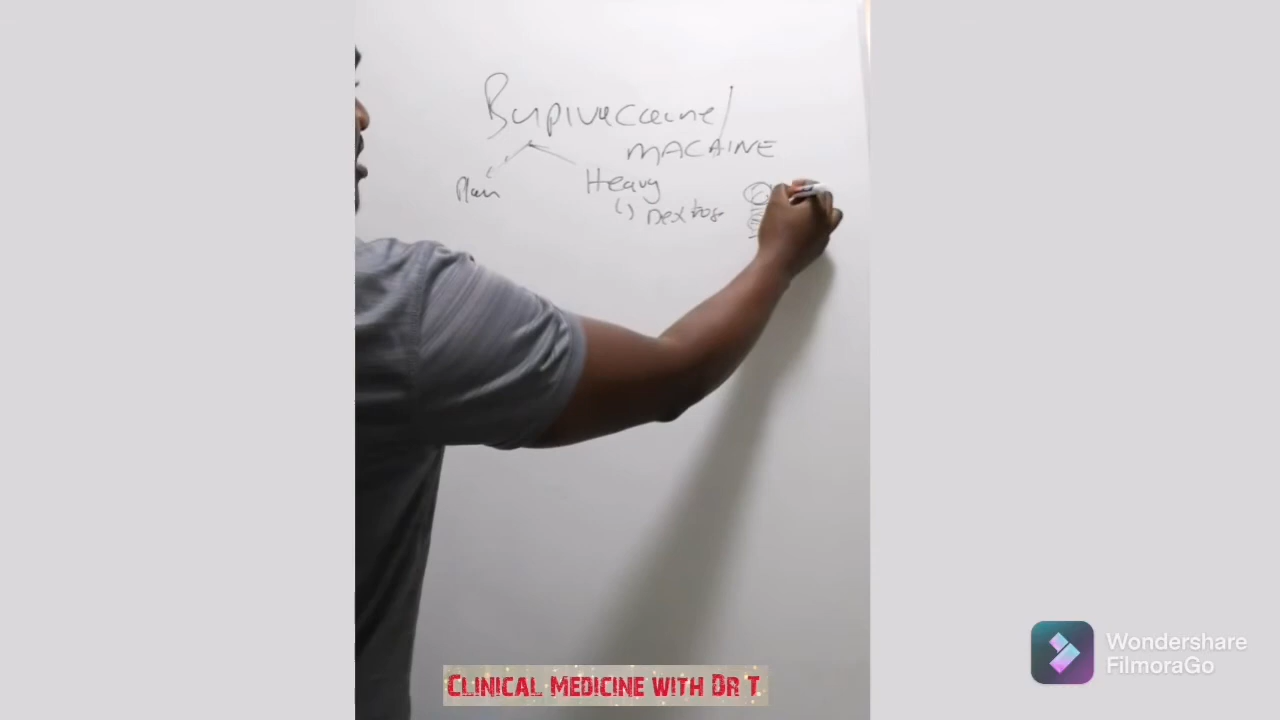 Bupivacaine/
MACAINE
Plain
Heavy
(i) Dextrose
CLINICAL MEDICINE WITH DR T
Wondershare
FilmoraGo